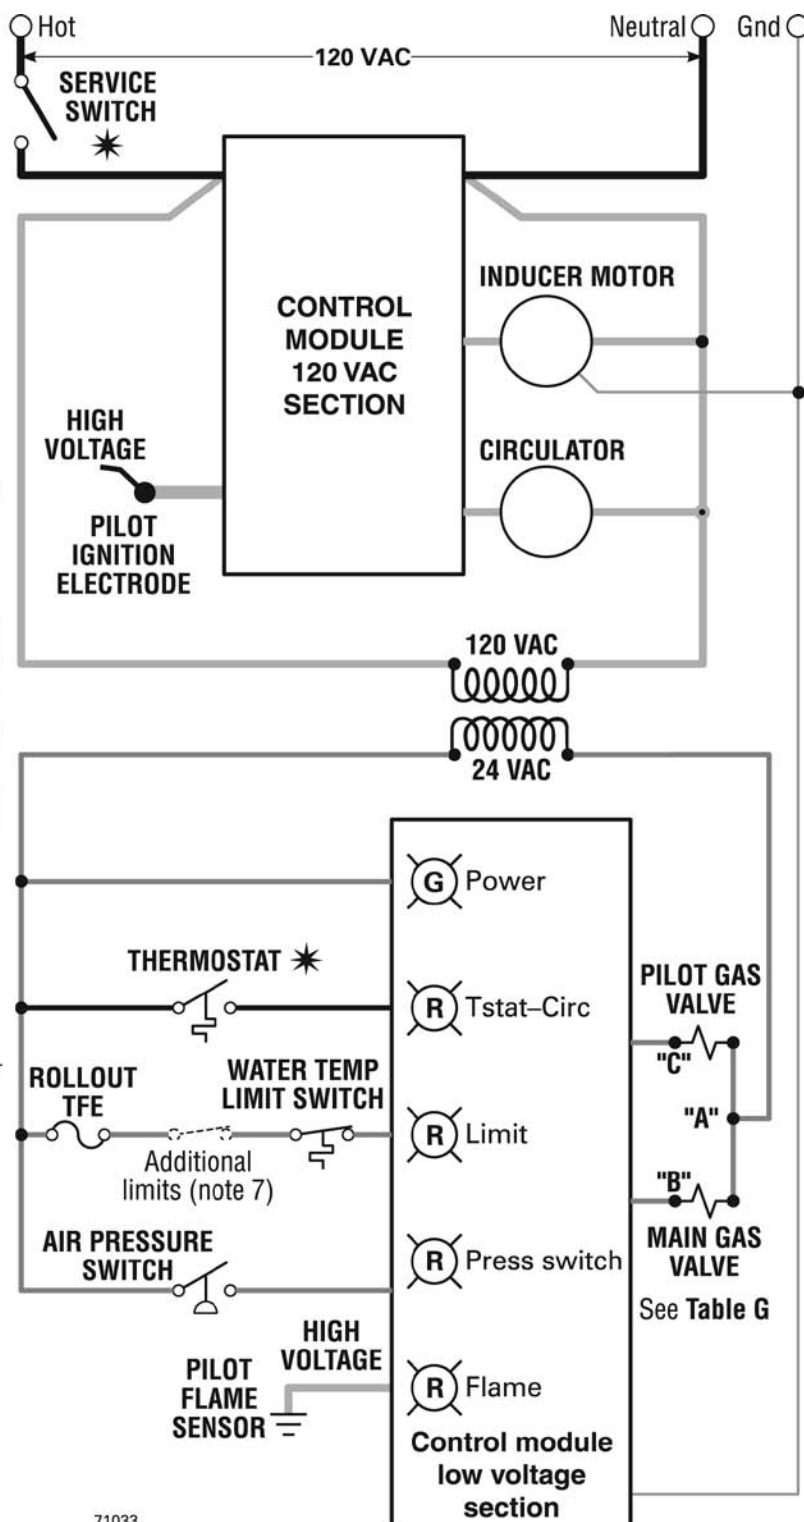 Hot
Neutral
Gnd
120 VAC
SERVICE
SWITCH
CONTROL
MODULE
120 VAC
SECTION
INDUCER MOTOR
HIGH
VOLTAGE
PILOT
IGNITION
ELECTRODE
CIRCULATOR
120 VAC
24 VAC
G Power
THERMOSTAT
R Tstat–Circ
PILOT GAS
VALVE
"C"
ROLLOUT
TFE
WATER TEMP
LIMIT SWITCH
R Limit
"A"
Additional
limits (note 7)
"B"
MAIN GAS
VALVE
AIR PRESSURE
SWITCH
R Press switch
See Table G
HIGH
VOLTAGE
PILOT
FLAME
SENSOR
R Flame
Control module
low voltage
section
71033